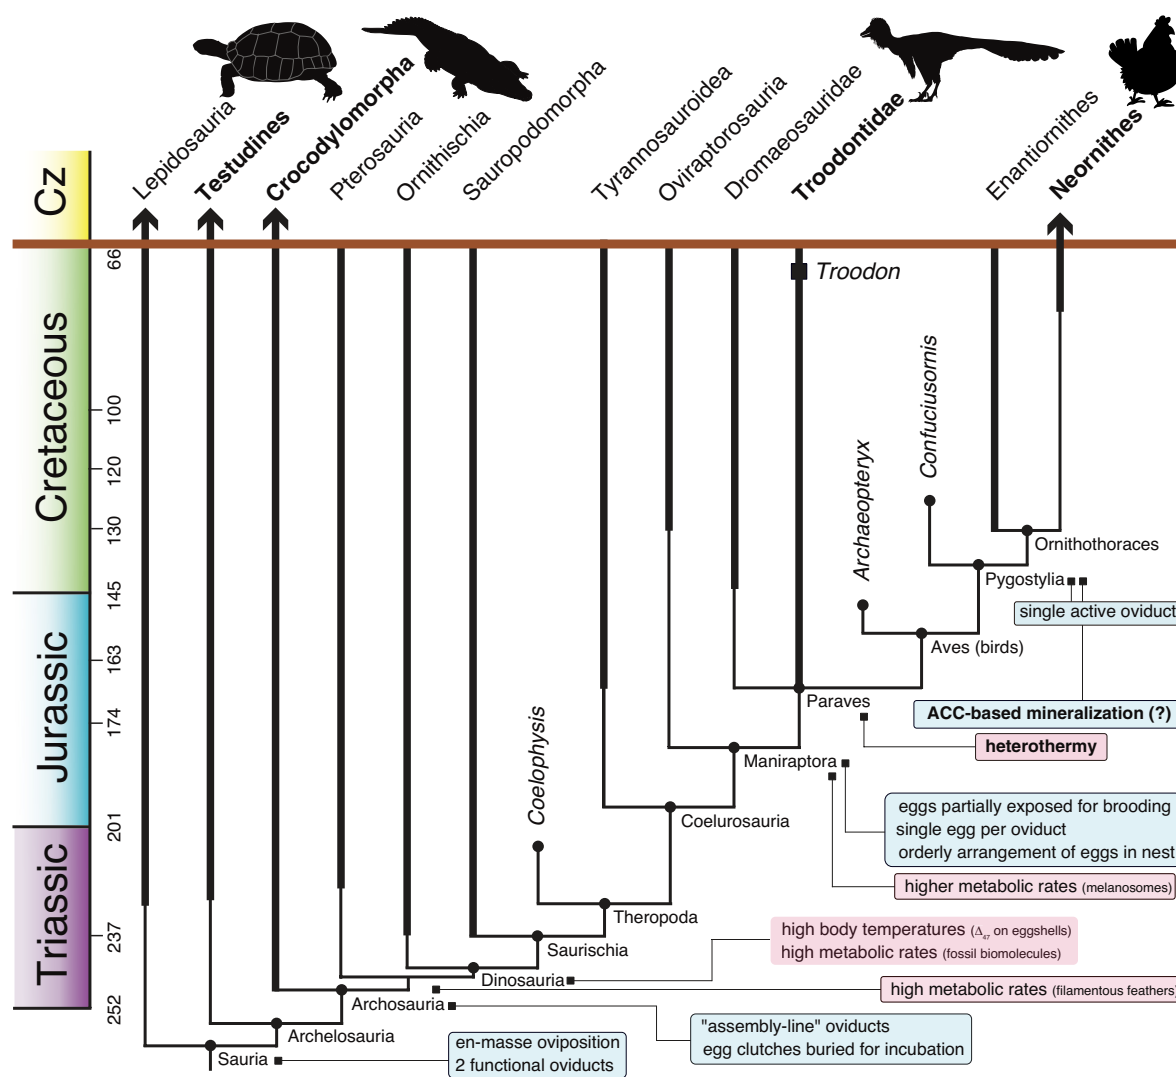 Lepidosauria
Testudines
Crocodylomorpha
Pterosauria
Ornithischia
Sauropodomorpha
Tyrannosauroidea
Oviraptorosauria
Dromaeosauridae
Troodontidae
Enantiornithes
Neornithes
Cz
66
Troodon
Cretaceous
100
120
130
145
Confuciusornis
Archaeopteryx
Ornithothoraces
Pygostylia
single active oviduct
Aves (birds)
Jurassic
163
174
201
Paraves
ACC-based mineralization (?)
heterothermy
Maniraptora
Coelophysis
eggs partially exposed for brooding
single egg per oviduct
orderly arrangement of eggs in nest
Coelurosauria
higher metabolic rates (melanosomes)
Triassic
237
252
Theropoda
high body temperatures (Δ47 on eggshells)
high metabolic rates (fossil biomolecules)
Saurischia
Dinosauria
high metabolic rates (filamentous feathers)
Archosauria
"assembly-line" oviducts
egg clutches buried for incubation
Archelosauria
en-masse oviposition
2 functional oviducts
Sauria